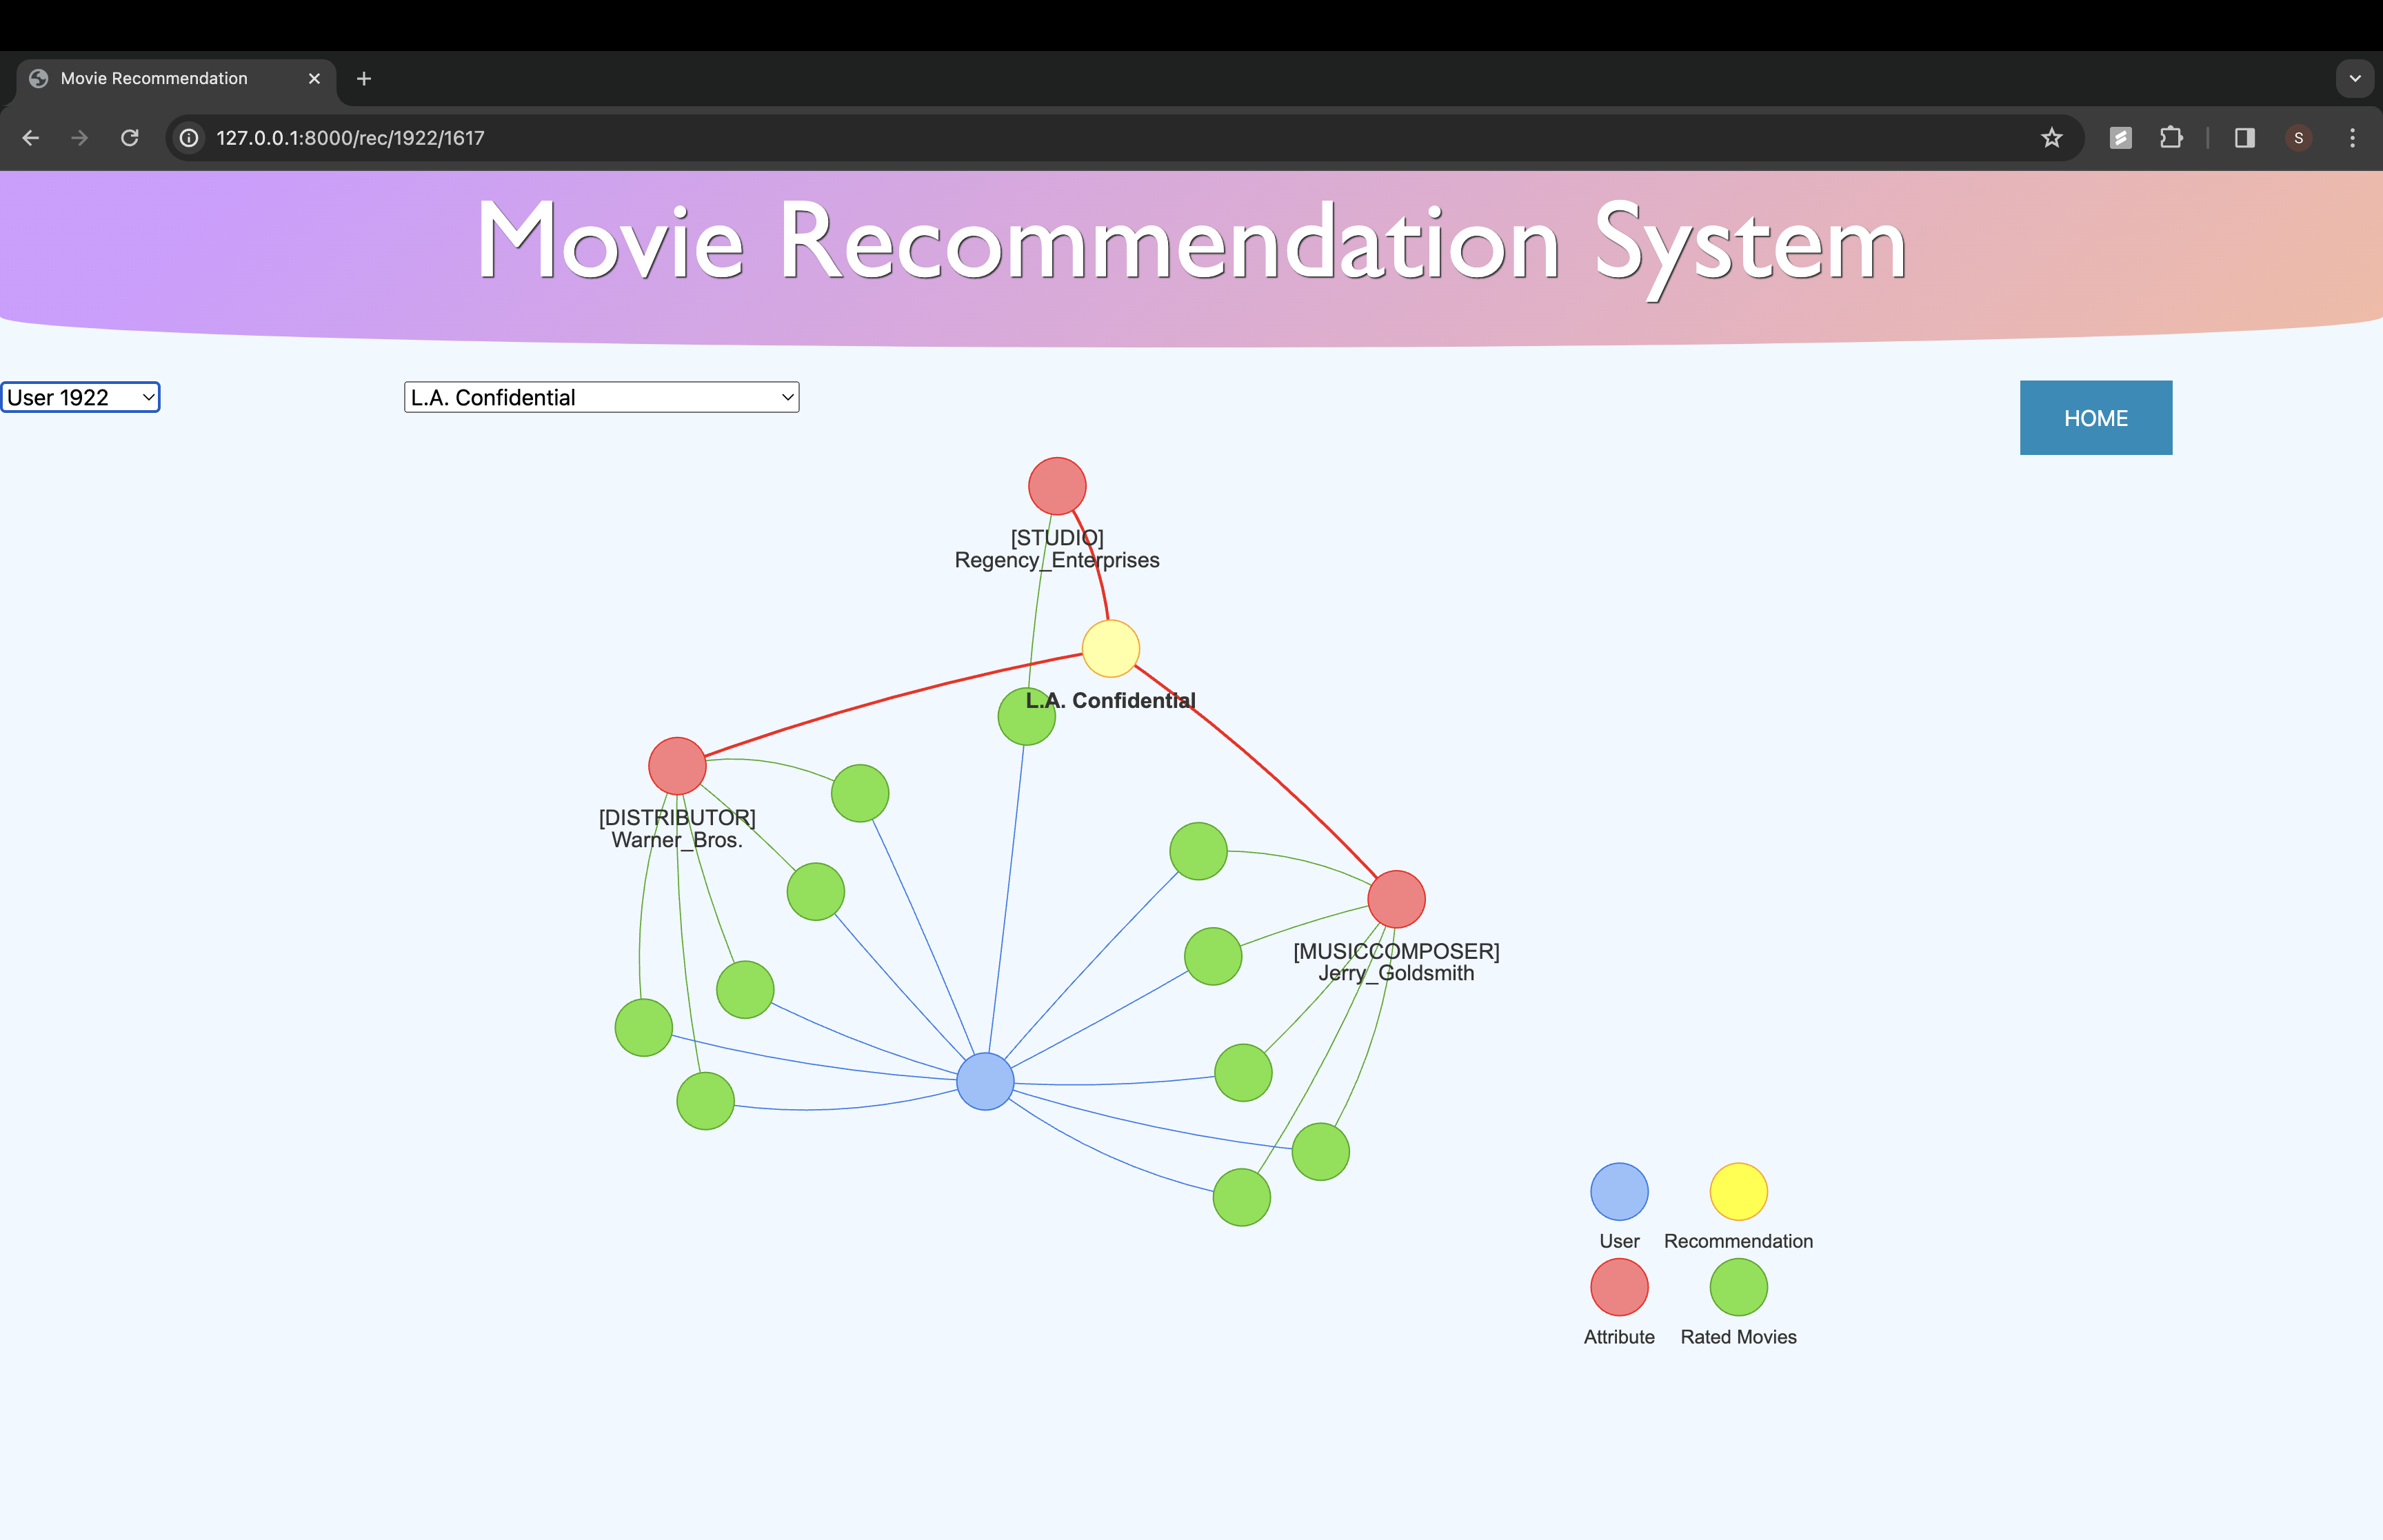 Movie Recommendation
127.0.0.1:8000/rec/1922/1617
S
Movie Recommendation System
User 1922
L.A. Confidential
HOME
[STUDIO]
Regency_Enterprises
L.A. Confidential
[DISTRIBUTOR]
Warner_Bros.
[MUSICCOMPOSER]
Jerry_Goldsmith
User
Recommendation
Attribute
Rated Movies